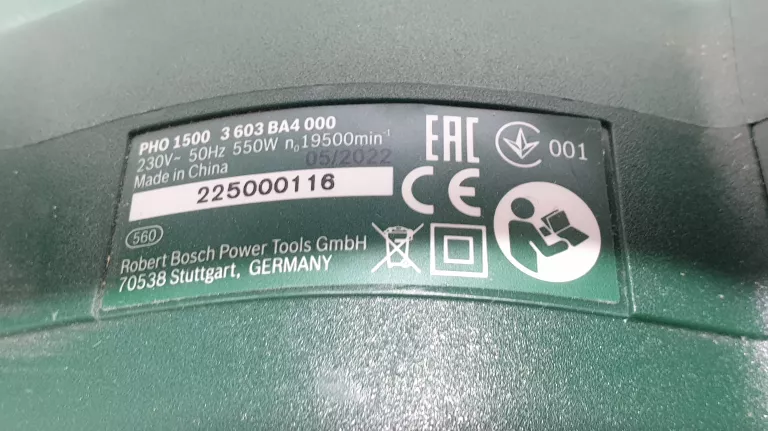 PHO 1500 3 603 BA4 000
230V~ 50Hz 550W n₀19500min⁻¹
05/2022
Made in China
225000116
560
Robert Bosch Power Tools GmbH
70538 Stuttgart, GERMANY
EAC
001
CE